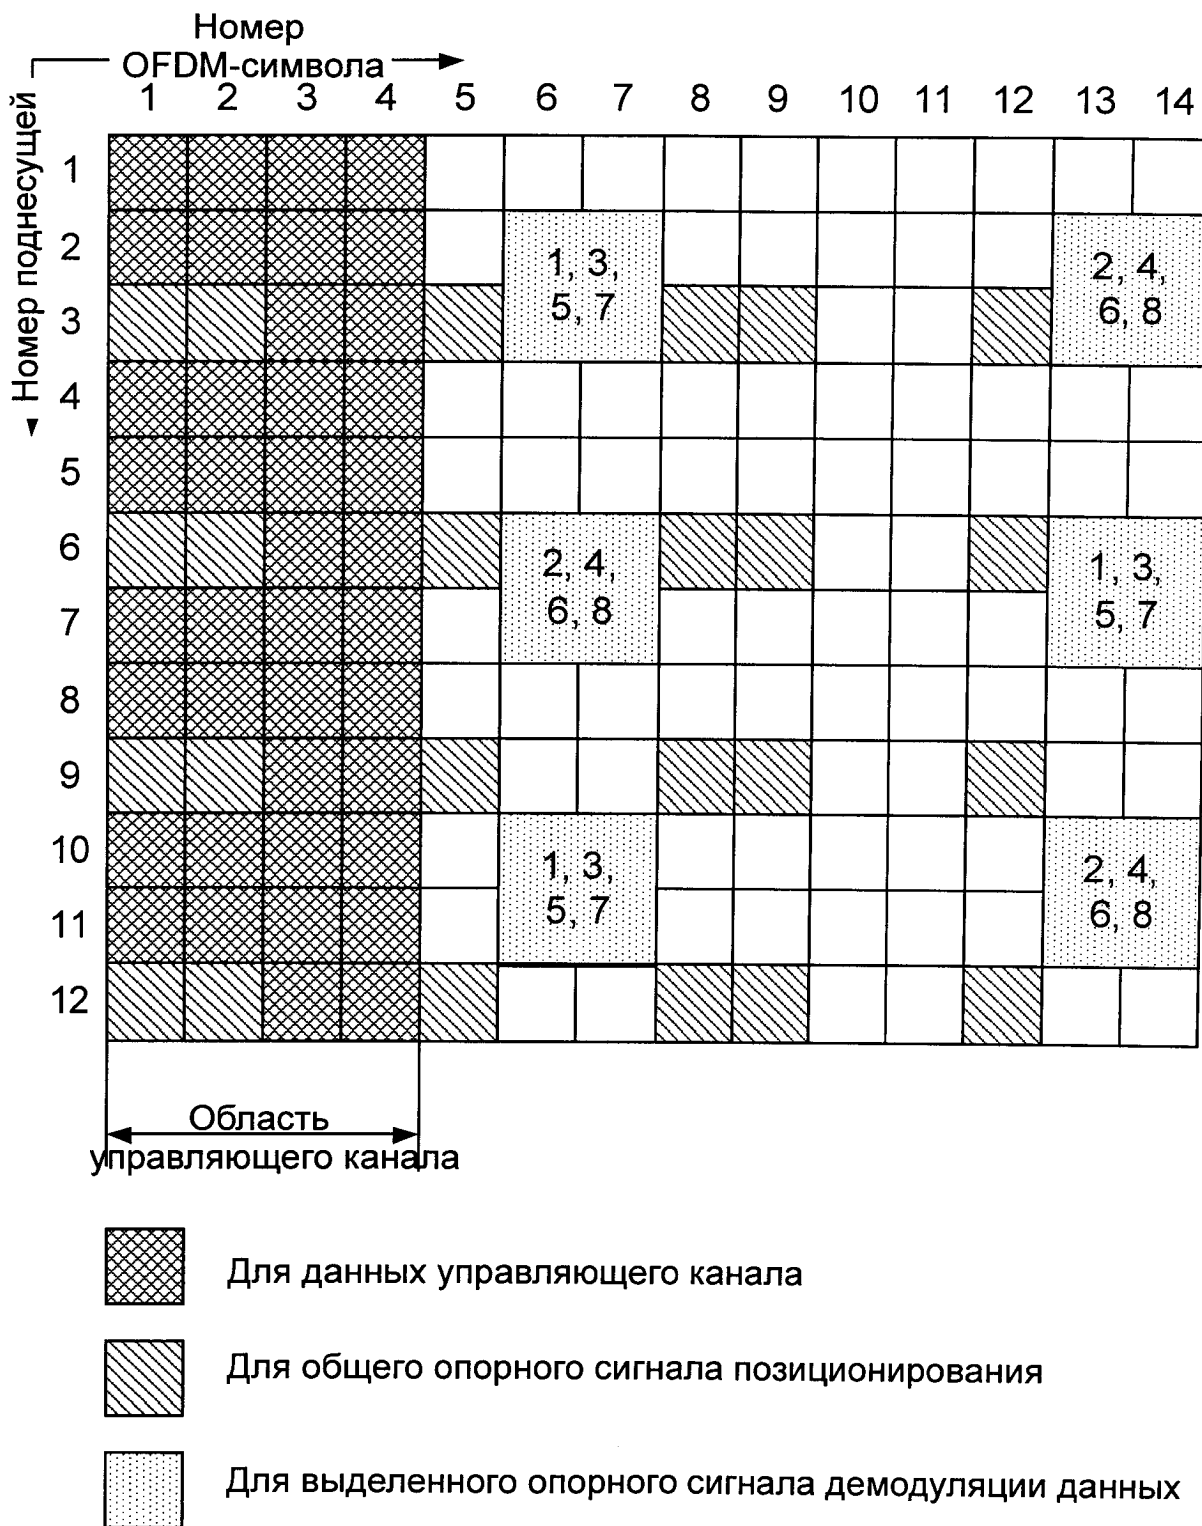 Номер
OFDM-символа
Номер поднесущей
1 2 3 4 5 6 7 8 9 10 11 12 13 14
1
2
1, 3, 2, 4,
5, 7 6, 8
3
4
5
6
2, 4, 1, 3,
6, 8 5, 7
7
8
9
10
1, 3, 2, 4,
5, 7 6, 8
11
12
Область
управляющего канала
Для данных управляющего канала
Для общего опорного сигнала позиционирования
Для выделенного опорного сигнала демодуляции данных